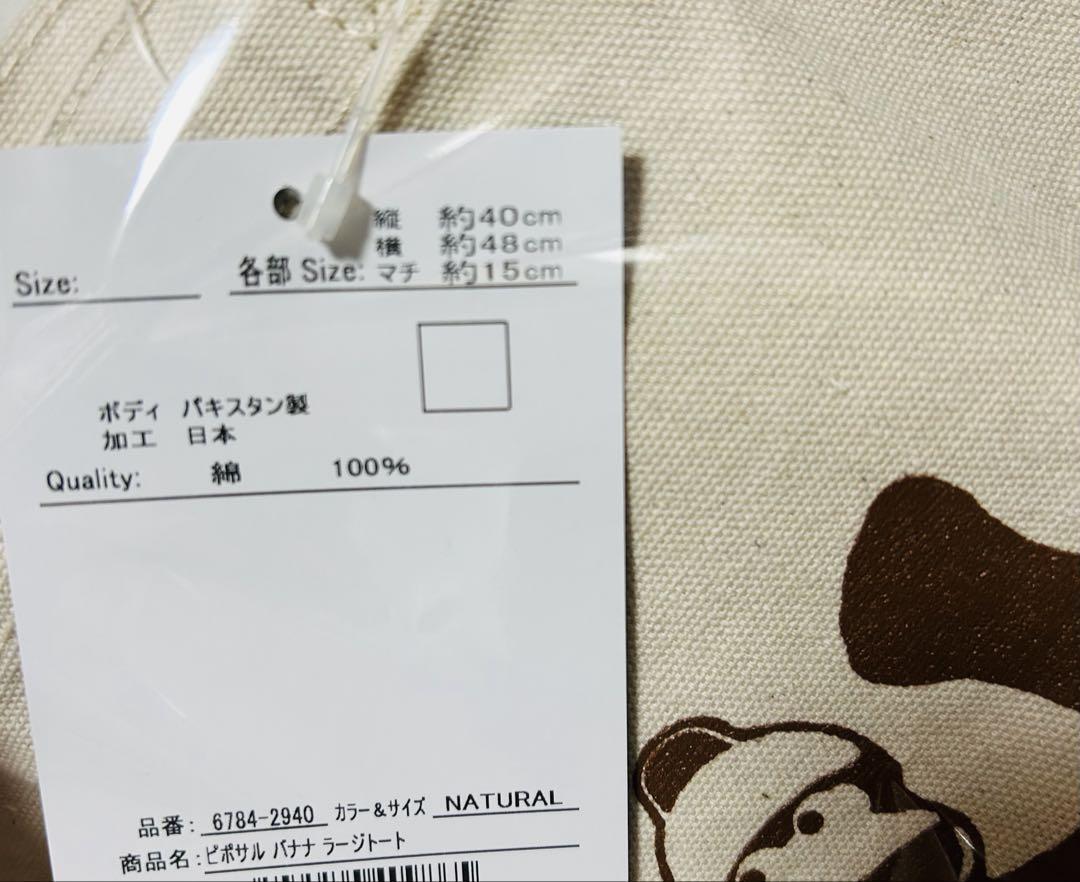 縦 約40cm
横 約48cm
Size: 各部 Size: マチ 約15cm
ボディ パキスタン製
加工 日本
Quality: 綿 100%
品番: 6784-2940 カラー&サイズ NATURAL
商品名: ピポサル バナナ ラージトート